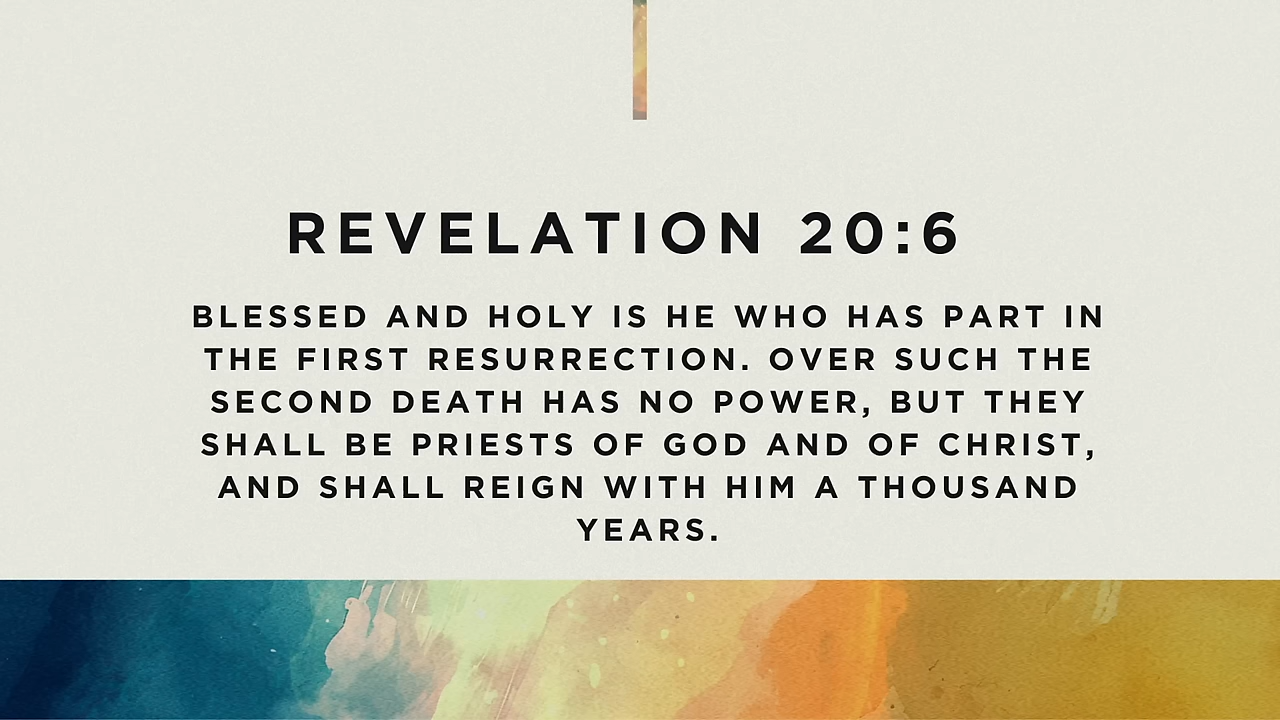 REVELATION 20:6
BLESSED AND HOLY IS HE WHO HAS PART IN
THE FIRST RESURRECTION. OVER SUCH THE
SECOND DEATH HAS NO POWER, BUT THEY
SHALL BE PRIESTS OF GOD AND OF CHRIST,
AND SHALL REIGN WITH HIM A THOUSAND
YEARS.